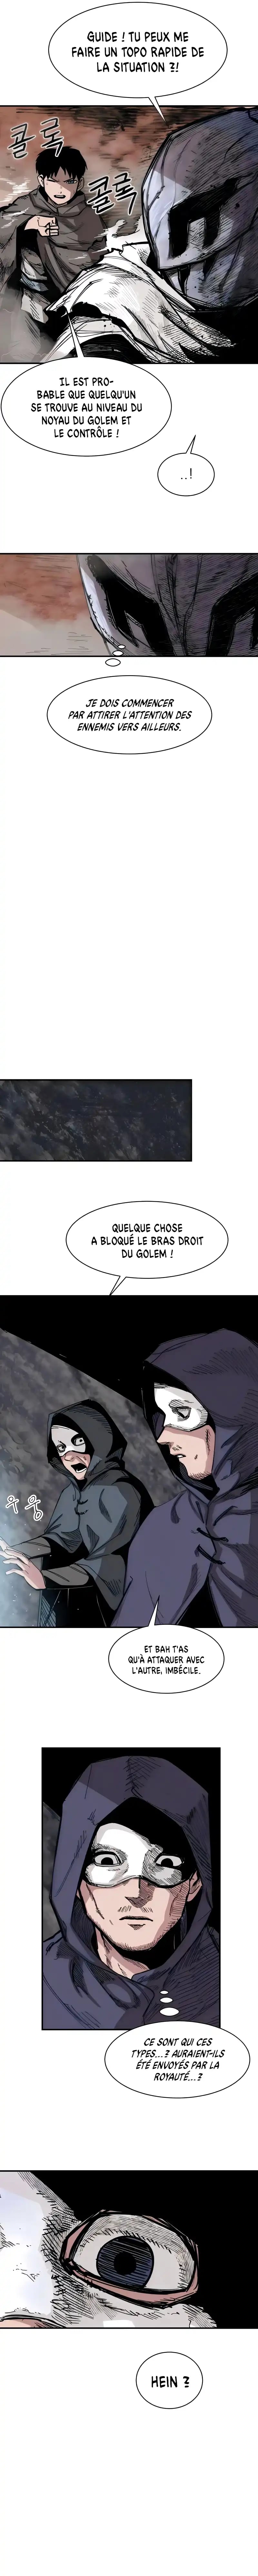 GUIDE ! TU PEUX ME
FAIRE UN TOPO RAPIDE DE
LA SITUATION ?!
콜록
콜록
IL EST PRO-
BABLE QUE QUELQU'UN
SE TROUVE AU NIVEAU DU
NOYAU DU GOLEM ET
LE CONTRÔLE !
..!
JE DOIS COMMENCER
PAR ATTIRER L'ATTENTION DES
ENNEMIS VERS AILLEURS.
QUELQUE CHOSE
A BLOQUÉ LE BRAS DROIT
DU GOLEM !
우웅
ET BAH T'AS
QU'À ATTAQUER AVEC
L'AUTRE, IMBÉCILE.
CE SONT QUI CES
TYPES...? AURAIENT-ILS
ÉTÉ ENVOYÉS PAR LA
ROYAUTÉ...?
HEIN ?